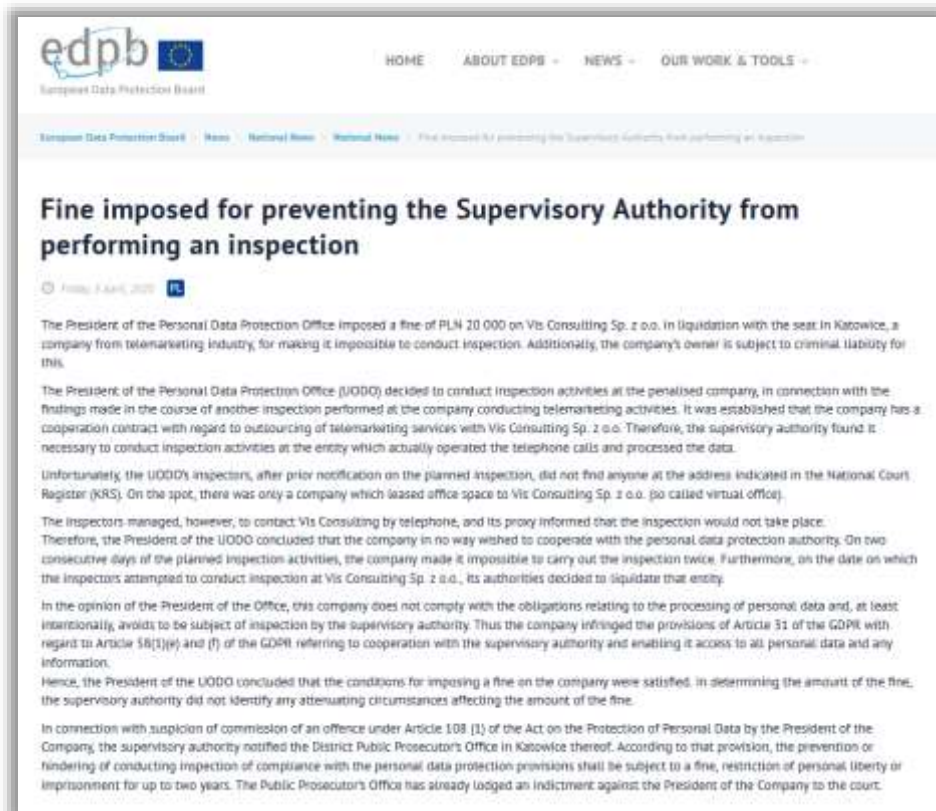 edpb
European Data Protection Board
HOME ABOUT EDPB NEWS OUR WORK & TOOLS
European Data Protection Board News National News National News Fine imposed for preventing the Supervisory Authority from performing an inspection
Fine imposed for preventing the Supervisory Authority from
performing an inspection
Friday, 3 April, 2020 PL
The President of the Personal Data Protection Office imposed a fine of PLN 20 000 on Vis Consulting Sp. z o.o. in liquidation with the seat in Katowice, a
company from telemarketing industry, for making it impossible to conduct inspection. Additionally, the company's owner is subject to criminal liability for
this.
The President of the Personal Data Protection Office (UODO) decided to conduct inspection activities at the penalised company, in connection with the
findings made in the course of another inspection performed at the company conducting telemarketing activities. It was established that the company has a
cooperation contract with regard to outsourcing of telemarketing services with Vis Consulting Sp. z o.o. Therefore, the supervisory authority found it
necessary to conduct inspection activities at the entity which actually operated the telephone calls and processed the data.
Unfortunately, the UODO's inspectors, after prior notification on the planned inspection, did not find anyone at the address indicated in the National Court
Register (KRS). On the spot, there was only a company which leased office space to Vis Consulting Sp. z o.o. (so called virtual office).
The inspectors managed, however, to contact Vis Consulting by telephone, and its proxy informed that the inspection would not take place.
Therefore, the President of the UODO concluded that the company in no way wished to cooperate with the personal data protection authority. On two
consecutive days of the planned inspection activities, the company made it impossible to carry out the inspection twice. Furthermore, on the date on which
the inspectors attempted to conduct inspection at Vis Consulting Sp. z o.o., its authorities decided to liquidate that entity.
In the opinion of the President of the Office, this company does not comply with the obligations relating to the processing of personal data and, at least
intentionally, avoids to be subject of inspection by the supervisory authority. Thus the company infringed the provisions of Article 31 of the GDPR with
regard to Article 58(1)(e) and (f) of the GDPR referring to cooperation with the supervisory authority and enabling it access to all personal data and any
information.
Hence, the President of the UODO concluded that the conditions for imposing a fine on the company were satisfied. In determining the amount of the fine,
the supervisory authority did not identify any attenuating circumstances affecting the amount of the fine.
In connection with suspicion of commission of an offence under Article 108 (1) of the Act on the Protection of Personal Data by the President of the
Company, the supervisory authority notified the District Public Prosecutor's Office in Katowice thereof. According to that provision, the prevention or
hindering of conducting inspection of compliance with the personal data protection provisions shall be subject to a fine, restriction of personal liberty or
imprisonment for up to two years. The Public Prosecutor's Office has already lodged an indictment against the President of the Company to the court.